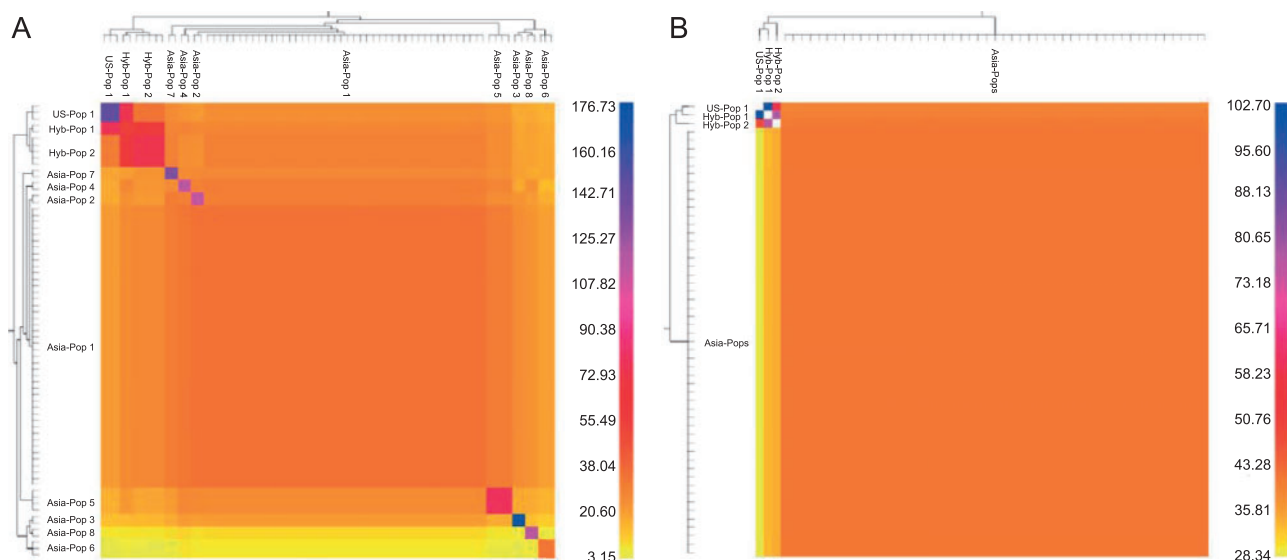 A
US-Pop 1
Hyb-Pop 1
Hyb-Pop 2
Asia-Pop 7
Asia-Pop 4
Asia-Pop 2
Asia-Pop 1
Asia-Pop 5
Asia-Pop 3
Asia-Pop 8
Asia-Pop 6
US-Pop 1
Hyb-Pop 1
Hyb-Pop 2
Asia-Pop 7
Asia-Pop 4
Asia-Pop 2
Asia-Pop 1
Asia-Pop 5
Asia-Pop 3
Asia-Pop 8
Asia-Pop 6
176.73
160.16
142.71
125.27
107.82
90.38
72.93
55.49
38.04
20.60
3.15
B
US-Pop 1
Hyb-Pop 1
Hyb-Pop 2
Asia-Pops
US-Pop 1
Hyb-Pop 1
Hyb-Pop 2
Asia-Pops
102.70
95.60
88.13
80.65
73.18
65.71
58.23
50.76
43.28
35.81
28.34